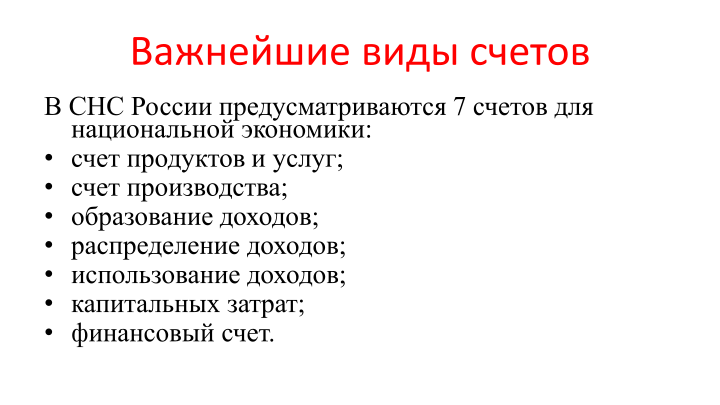 Важнейшие виды счетов
В СНС России предусматриваются 7 счетов для
национальной экономики:
• счет продуктов и услуг;
• счет производства;
• образование доходов;
• распределение доходов;
• использование доходов;
• капитальных затрат;
• финансовый счет.